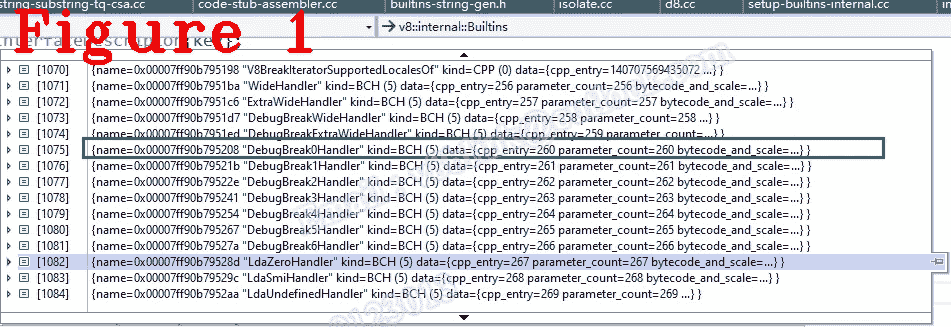 string-substring-tq-csa.cc code-stub-assembler.cc builtins-string-gen.h isolate.cc d8.cc setup-builtins-internal.cc
v8::internal::Builtins
Figure 1
[1070] {name=0x00007ff90b795198 "V8BreakIteratorSupportedLocalesOf" kind=CPP (0) data={cpp_entry=140707569435072 ...} }
[1071] {name=0x00007ff90b7951ba "WideHandler" kind=BCH (5) data={cpp_entry=256 parameter_count=256 bytecode_and_scale=...} }
[1072] {name=0x00007ff90b7951c6 "ExtraWideHandler" kind=BCH (5) data={cpp_entry=257 parameter_count=257 bytecode_and_scale=...} }
[1073] {name=0x00007ff90b7951d7 "DebugBreakWideHandler" kind=BCH (5) data={cpp_entry=258 parameter_count=258 ...} }
[1074] {name=0x00007ff90b7951ed "DebugBreakExtraWideHandler" kind=BCH (5) data={cpp_entry=259 parameter_count=...} }
[1075] {name=0x00007ff90b795208 "DebugBreak0Handler" kind=BCH (5) data={cpp_entry=260 parameter_count=260 bytecode_and_scale=...} }
[1076] {name=0x00007ff90b79521b "DebugBreak1Handler" kind=BCH (5) data={cpp_entry=261 parameter_count=261 bytecode_and_scale=...} }
[1077] {name=0x00007ff90b79522e "DebugBreak2Handler" kind=BCH (5) data={cpp_entry=262 parameter_count=262 bytecode_and_scale=...} }
[1078] {name=0x00007ff90b795241 "DebugBreak3Handler" kind=BCH (5) data={cpp_entry=263 parameter_count=263 bytecode_and_scale=...} }
[1079] {name=0x00007ff90b795254 "DebugBreak4Handler" kind=BCH (5) data={cpp_entry=264 parameter_count=264 bytecode_and_scale=...} }
[1080] {name=0x00007ff90b795267 "DebugBreak5Handler" kind=BCH (5) data={cpp_entry=265 parameter_count=265 bytecode_and_scale=...} }
[1081] {name=0x00007ff90b79527a "DebugBreak6Handler" kind=BCH (5) data={cpp_entry=266 parameter_count=266 bytecode_and_scale=...} }
[1082] {name=0x00007ff90b79528d "LdaZeroHandler" kind=BCH (5) data={cpp_entry=267 parameter_count=267 bytecode_and_scale=...} }
[1083] {name=0x00007ff90b79529c "LdaSmiHandler" kind=BCH (5) data={cpp_entry=268 parameter_count=268 bytecode_and_scale=...} }
[1084] {name=0x00007ff90b7952aa "LdaUndefinedHandler" kind=BCH (5) data={cpp_entry=269 parameter_count=269 ...} }